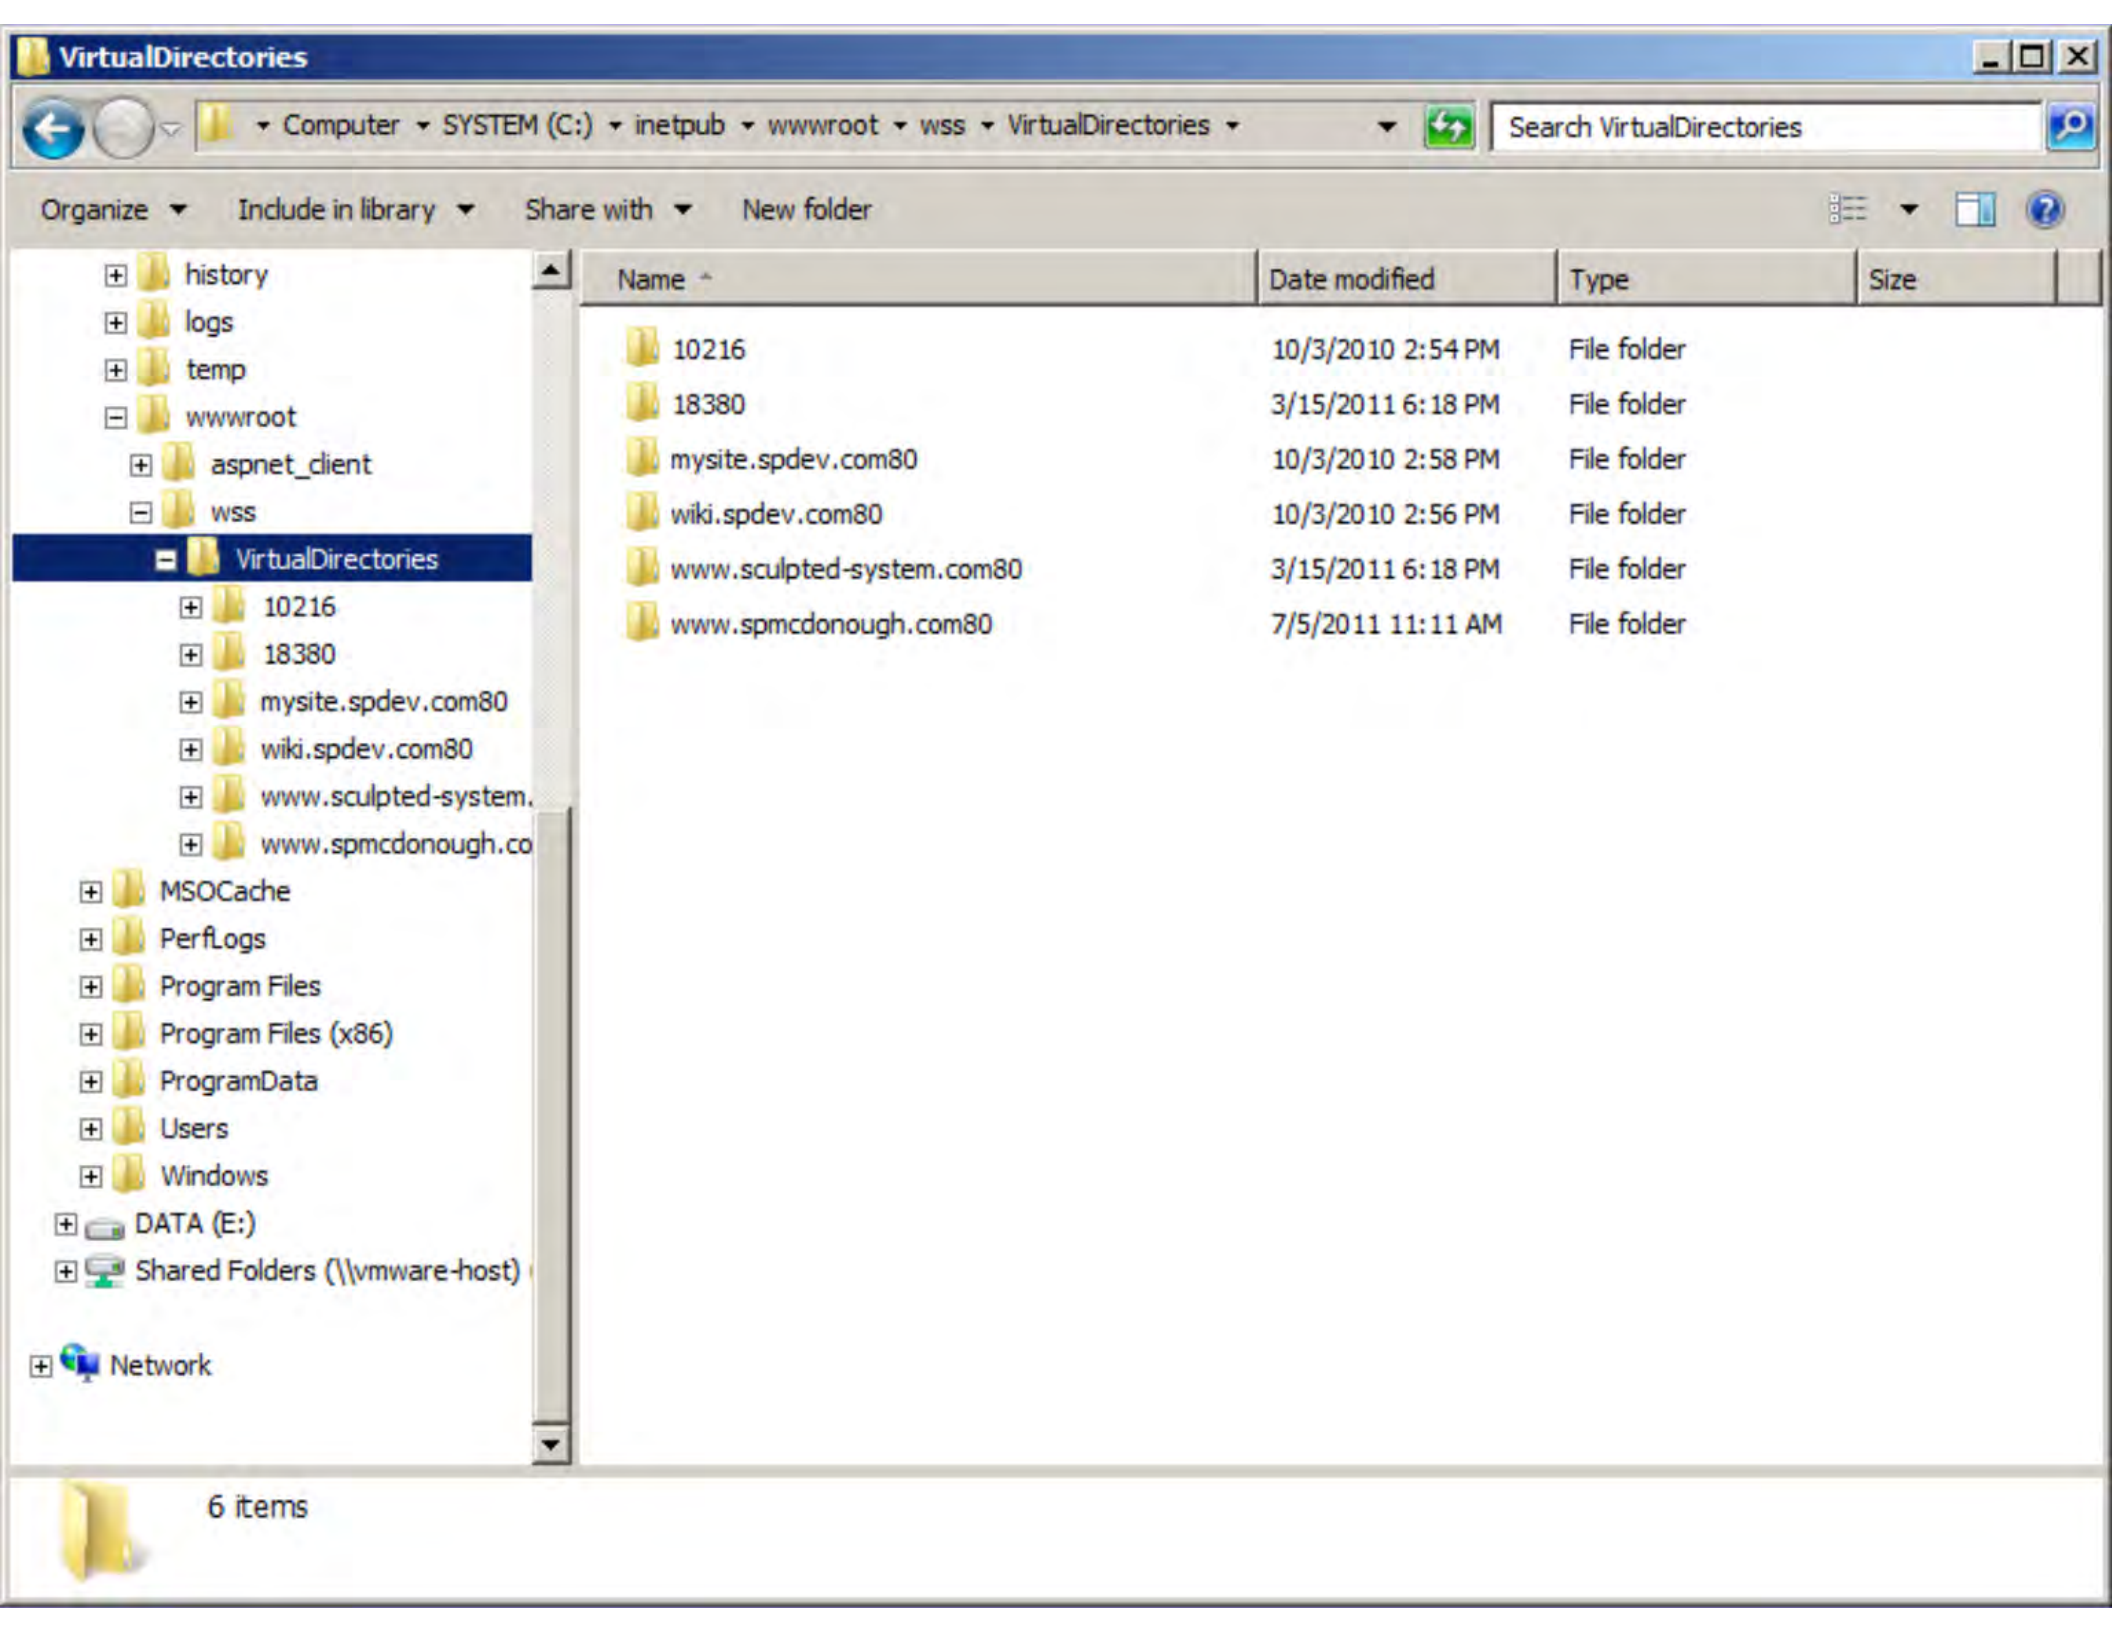 VirtualDirectories
Computer SYSTEM (C:) inetpub wwwroot wss VirtualDirectories Search VirtualDirectories
Organize Include in library Share with New folder
history
logs
temp
wwwroot
aspnet_client
wss
VirtualDirectories
10216
18380
mysite.spdev.com80
wiki.spdev.com80
www.sculpted-system.
www.spmcdonough.co
MSOCache
PerfLogs
Program Files
Program Files (x86)
ProgramData
Users
Windows
DATA (E:)
Shared Folders (\\vmware-host)
Network
Name Date modified Type Size
10216 10/3/2010 2:54 PM File folder
18380 3/15/2011 6:18 PM File folder
mysite.spdev.com80 10/3/2010 2:58 PM File folder
wiki.spdev.com80 10/3/2010 2:56 PM File folder
www.sculpted-system.com80 3/15/2011 6:18 PM File folder
www.spmcdonough.com80 7/5/2011 11:11 AM File folder
6 items